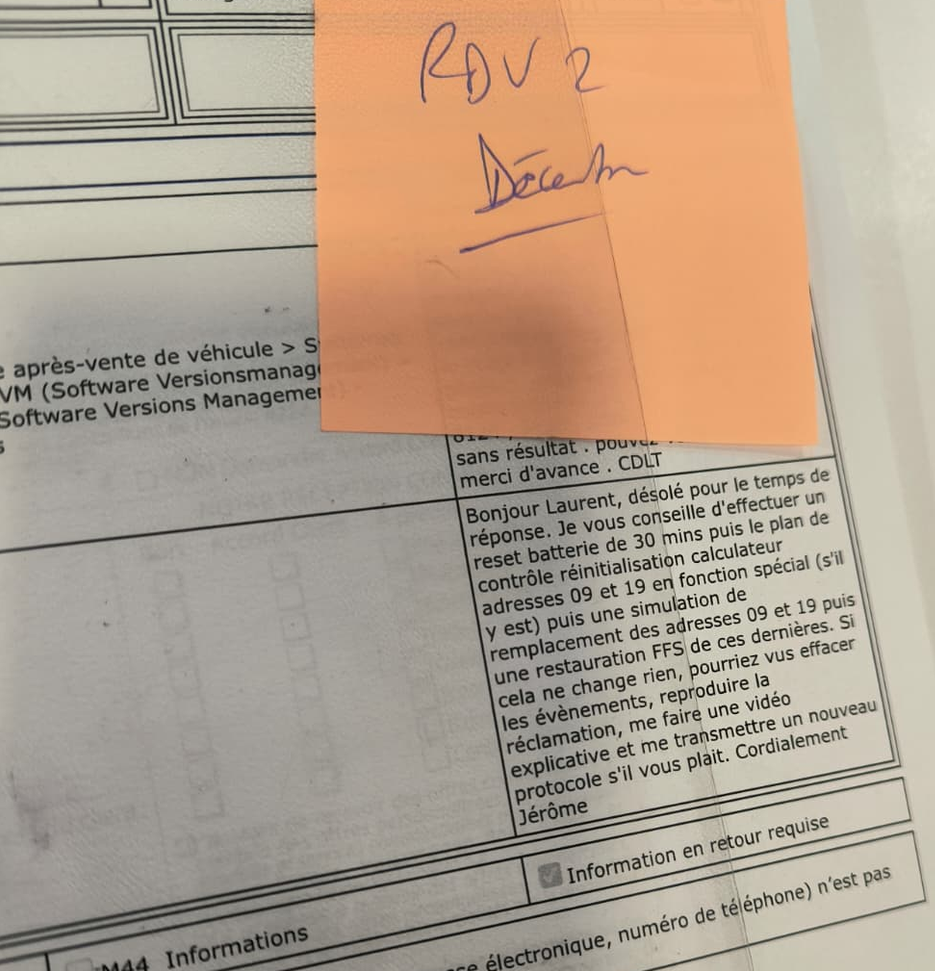 RDV 2
Décembre
après-vente de véhicule > S
VM (Software Versionsmanag
Software Versions Managemen
sans résultat . pouvez
merci d'avance . CDLT
Bonjour Laurent, désolé pour le temps de
réponse. Je vous conseille d'effectuer un
reset batterie de 30 mins puis le plan de
contrôle réinitialisation calculateur
adresses 09 et 19 en fonction spécial (s'il
y est) puis une simulation de
remplacement des adresses 09 et 19 puis
une restauration FFS de ces dernières. Si
cela ne change rien, pourriez vus effacer
les évènements, reproduire la
réclamation, me faire une vidéo
explicative et me transmettre un nouveau
protocole s'il vous plait. Cordialement
Jérôme
Information en retour requise
M44 Informations
électronique, numéro de téléphone) n'est pas